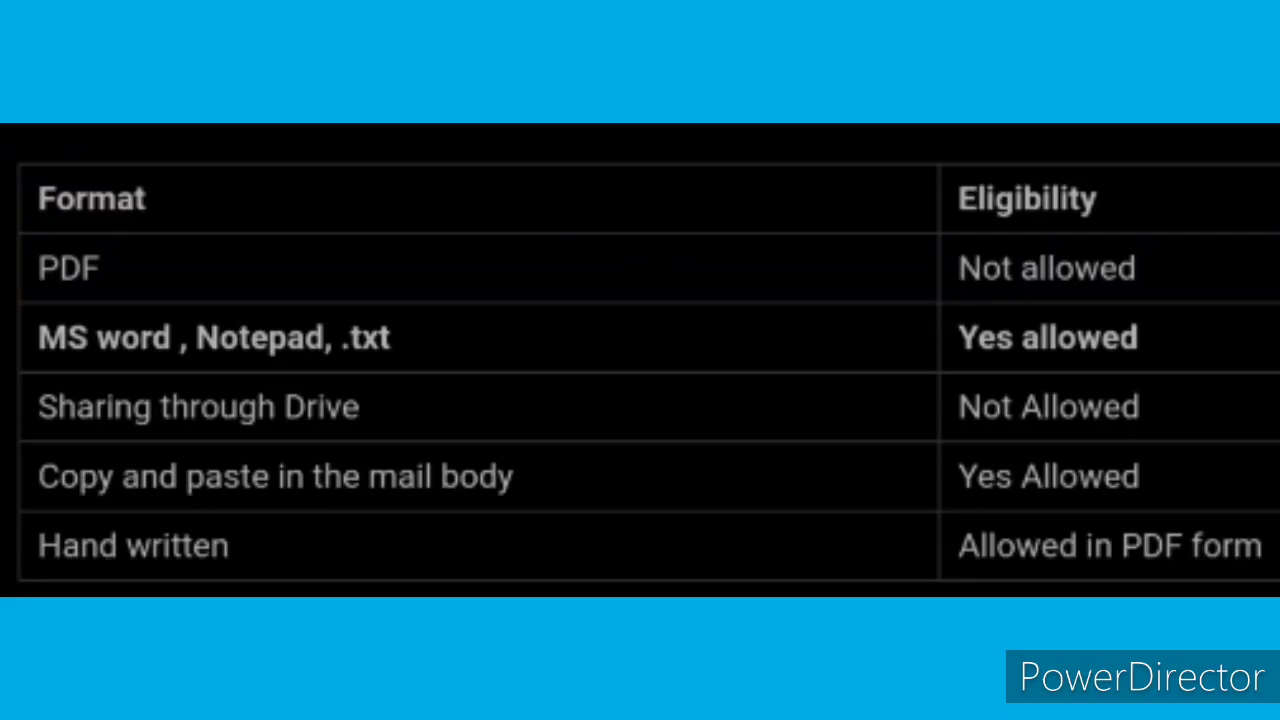 Format Eligibility
PDF Not allowed
MS word , Notepad, .txt Yes allowed
Sharing through Drive Not Allowed
Copy and paste in the mail body Yes Allowed
Hand written Allowed in PDF form
PowerDirector